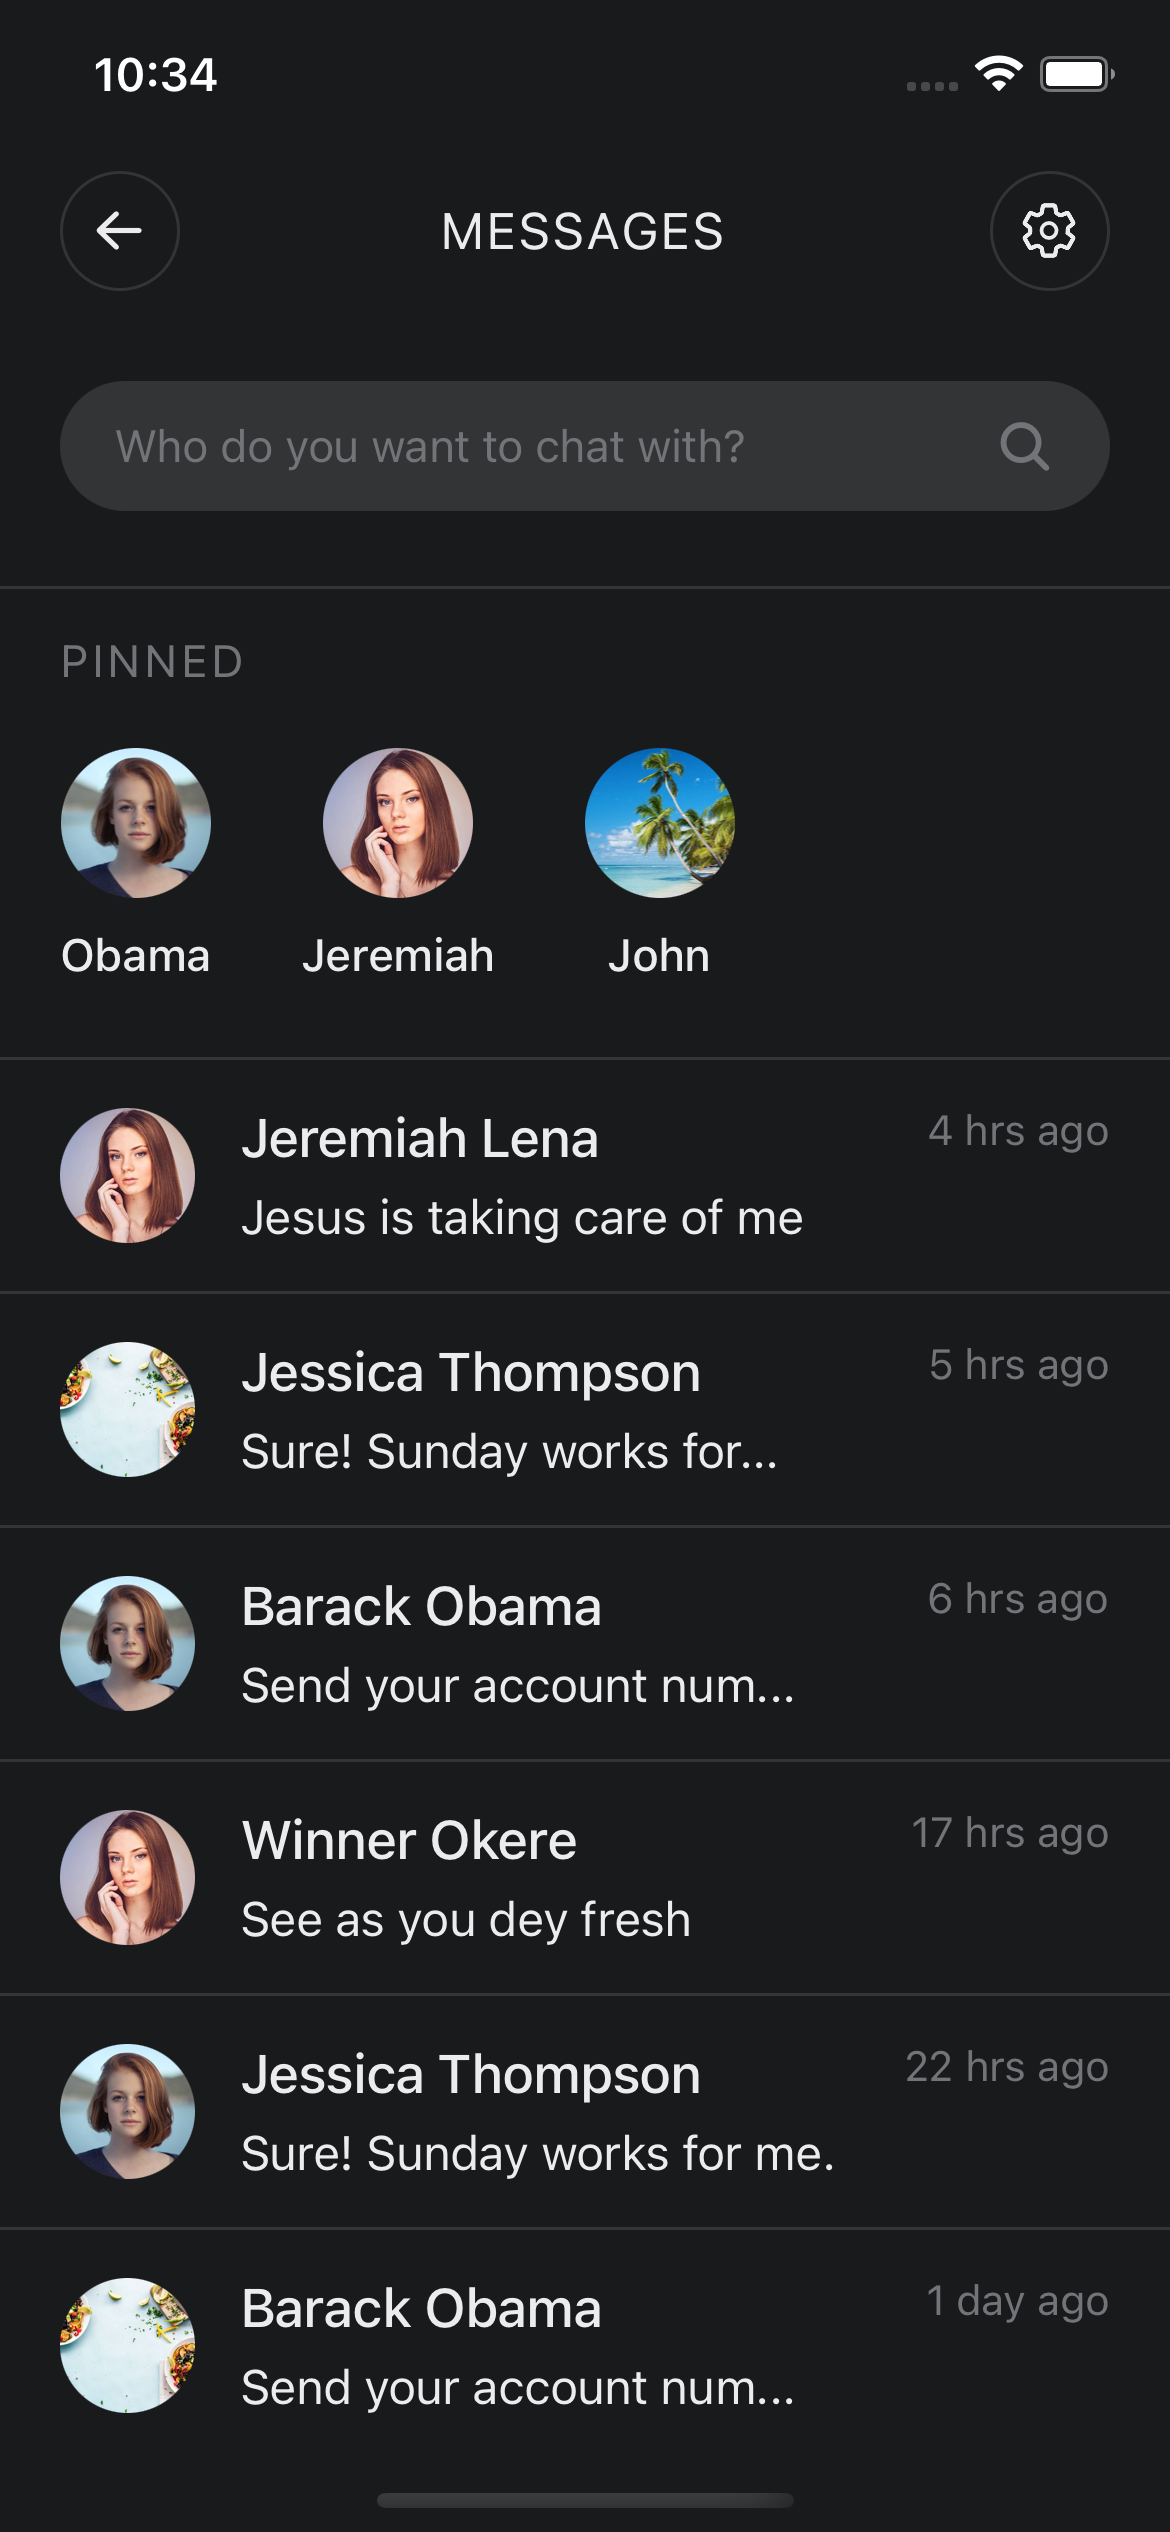 10:34
MESSAGES
Who do you want to chat with?
PINNED
Obama
Jeremiah
John
Jeremiah Lena
4 hrs ago
Jesus is taking care of me
Jessica Thompson
5 hrs ago
Sure! Sunday works for...
Barack Obama
6 hrs ago
Send your account num...
Winner Okere
17 hrs ago
See as you dey fresh
Jessica Thompson
22 hrs ago
Sure! Sunday works for me.
Barack Obama
1 day ago
Send your account num...